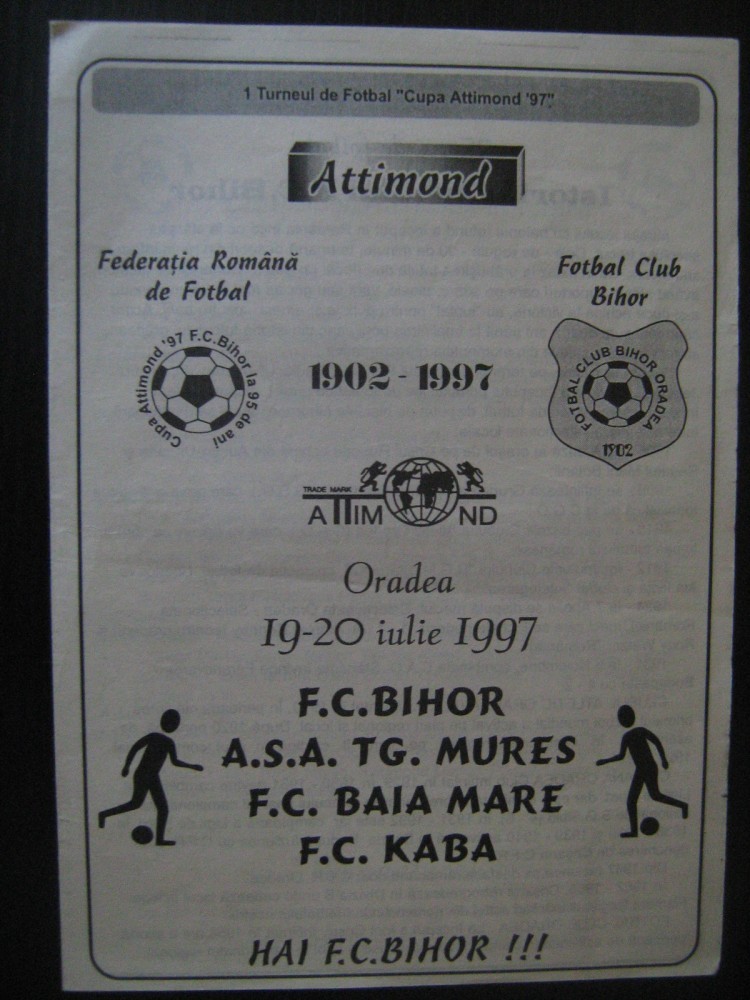 1 Turneul de Fotbal "Cupa Attimond '97"
Attimond
Federaţia Română
de Fotbal
Fotbal Club
Bihor
Cupa Attimond '97 F.C.Bihor la 95 de ani
1902 - 1997
FOTBAL CLUB BIHOR ORADEA
1902
TRADE MARK
ATTIMOND
Oradea
19-20 iulie 1997
F.C.BIHOR
A.S.A. TG. MURES
F.C. BAIA MARE
F.C. KABA
HAI F.C.BIHOR !!!